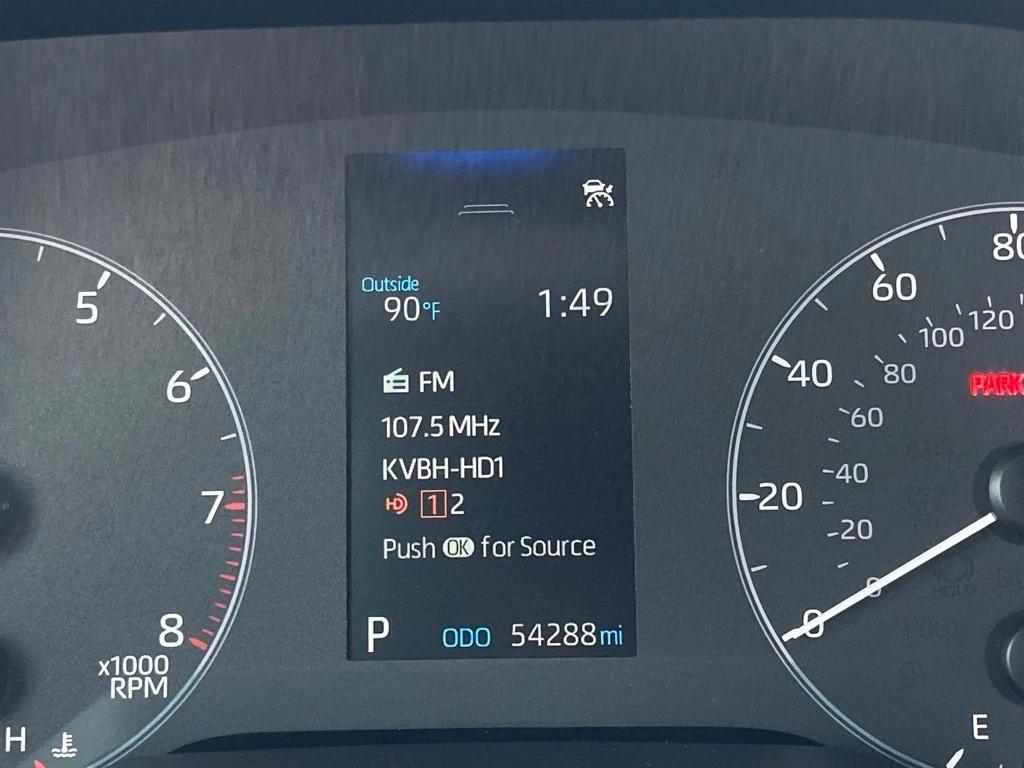 5
6
7
8
x1000
RPM
H
Outside
90°F
1:49
FM
107.5 MHz
KVBH-HD1
HD 1 2
Push OK for Source
P
ODO 54288 mi
80
60
40
20
0
120
100
80
60
40
20
0
PARK
HOLD
E